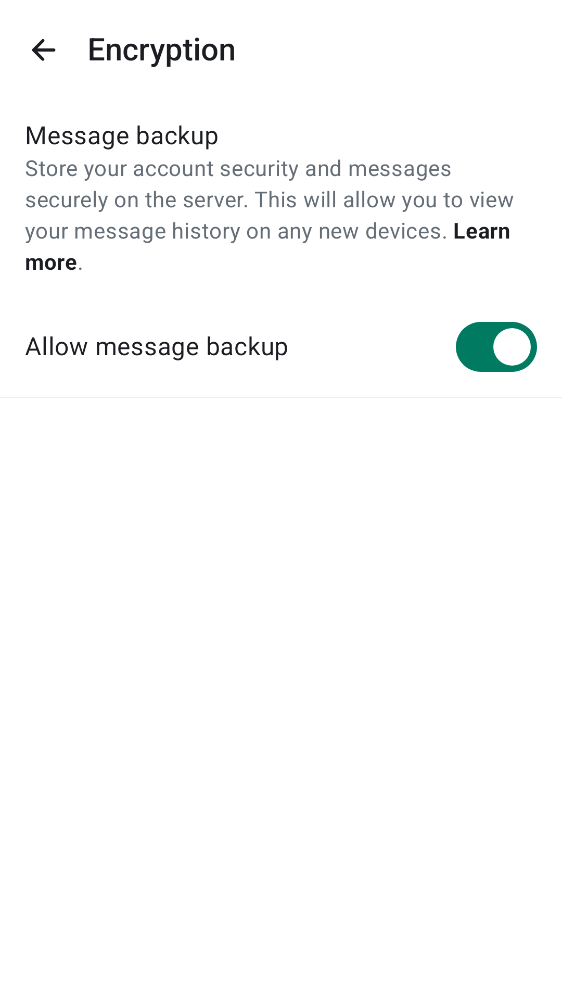 Encryption
Message backup
Store your account security and messages
securely on the server. This will allow you to view
your message history on any new devices. Learn
more.
Allow message backup